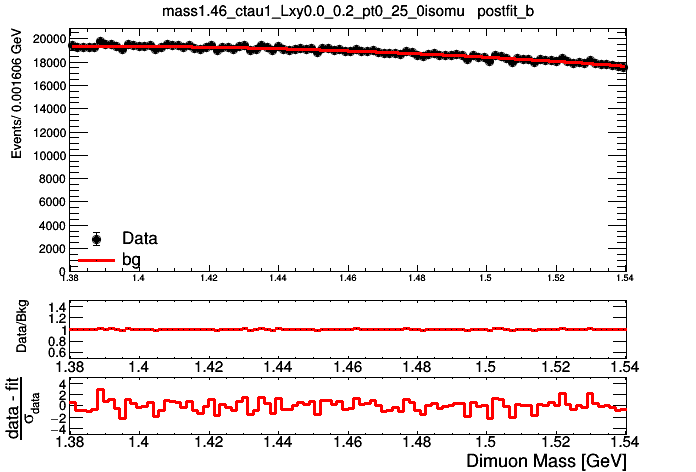 mass1.46_ctau1_Lxy0.0_0.2_pt0_25_0isomu postfit_b
Events/ 0.001606 GeV
20000
18000
16000
14000
12000
10000
8000
6000
4000
2000
0
Data
bg
1.38 1.4 1.42 1.44 1.46 1.48 1.5 1.52 1.54
Data/Bkg
1.4
1.2
1
0.8
0.6
1.38 1.4 1.42 1.44 1.46 1.48 1.5 1.52 1.54
data - fit
σdata
4
2
0
−2
−4
1.38 1.4 1.42 1.44 1.46 1.48 1.5 1.52 1.54
Dimuon Mass [GeV]